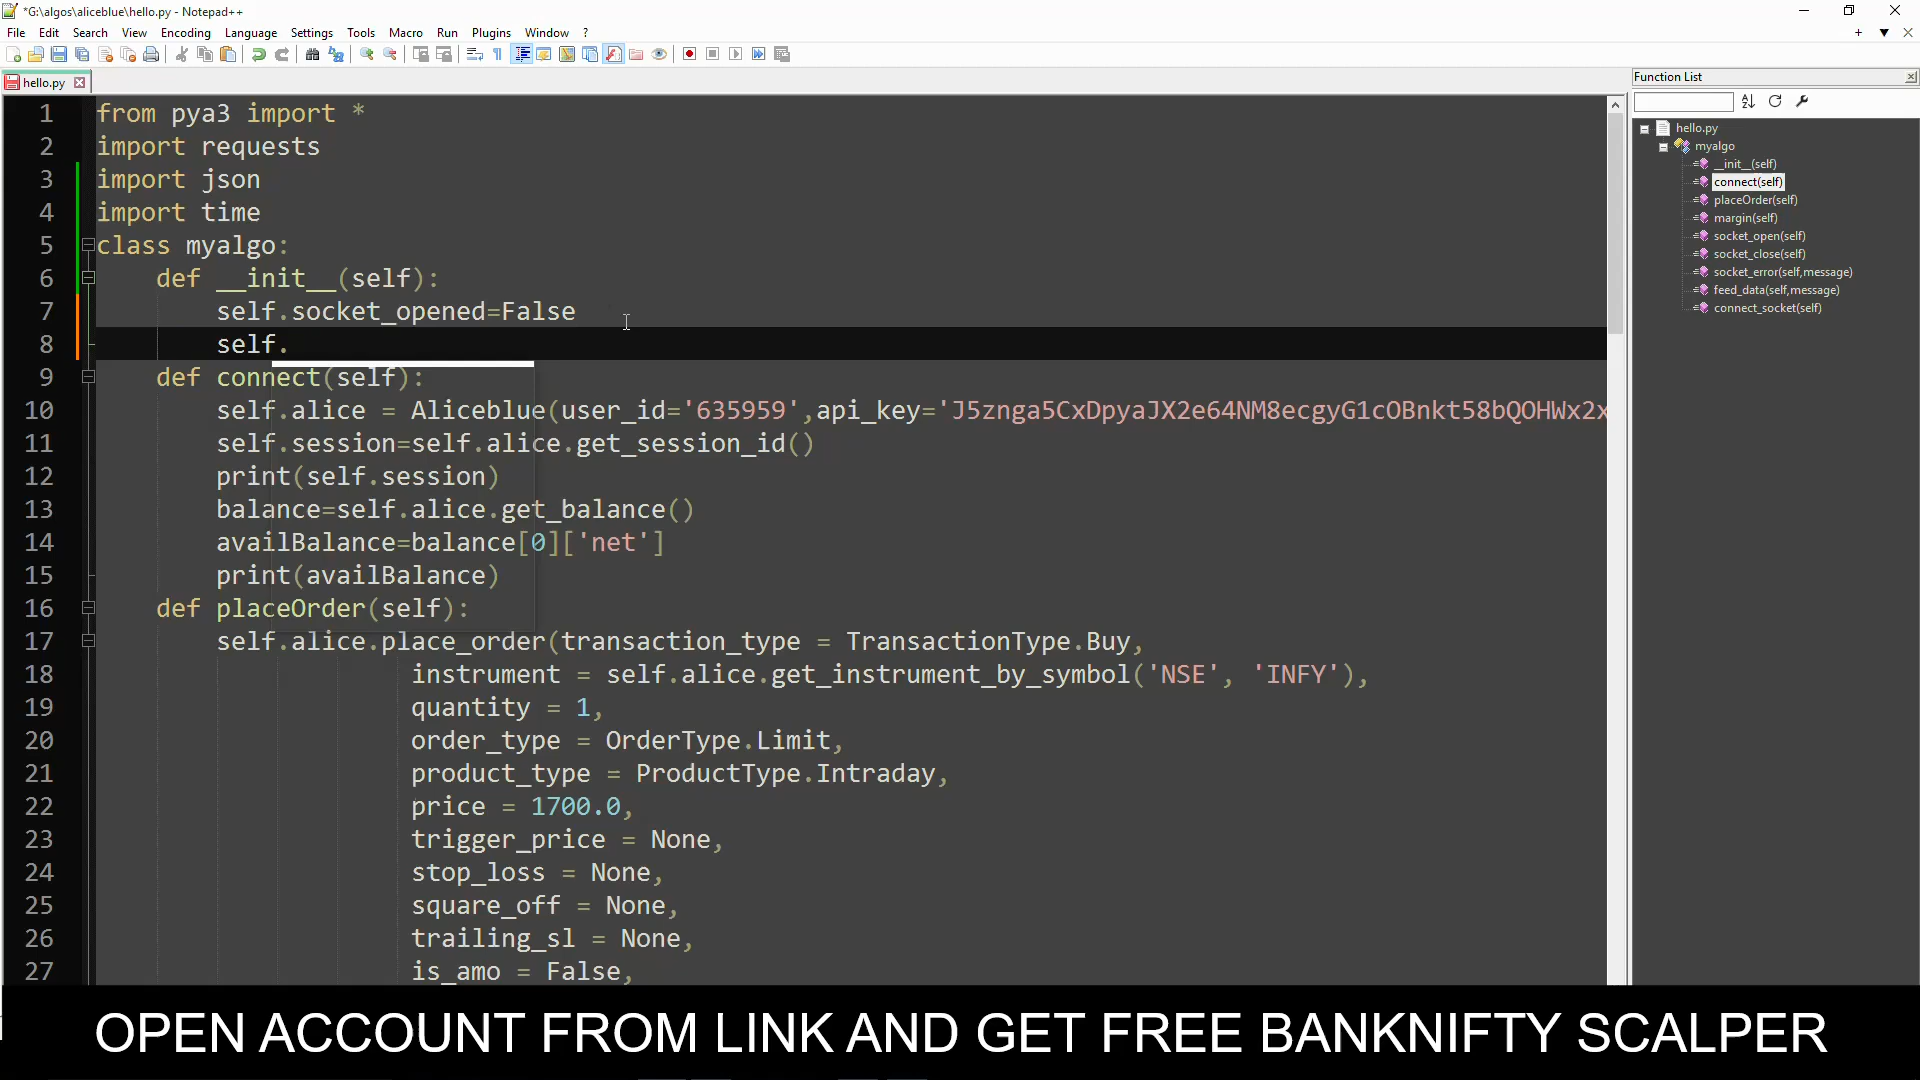 *G:\algos\aliceblue\hello.py - Notepad++
File Edit Search View Encoding Language Settings Tools Macro Run Plugins Window ?
hello.py
1 from pya3 import *
2 import requests
3 import json
4 import time
5 class myalgo:
6 def __init__(self):
7 self.socket_opened=False
8 self.
9 def connect(self):
10 self.alice = Aliceblue(user_id='635959',api_key='J5znga5CxDpyaJX2e64NM8ecgyG1cOBnkt58bQOHWx2x
11 self.session=self.alice.get_session_id()
12 print(self.session)
13 balance=self.alice.get_balance()
14 availBalance=balance[0]['net']
15 print(availBalance)
16 def placeOrder(self):
17 self.alice.place_order(transaction_type = TransactionType.Buy,
18 instrument = self.alice.get_instrument_by_symbol('NSE', 'INFY'),
19 quantity = 1,
20 order_type = OrderType.Limit,
21 product_type = ProductType.Intraday,
22 price = 1700.0,
23 trigger_price = None,
24 stop_loss = None,
25 square_off = None,
26 trailing_sl = None,
27 is_amo = False,
Function List
hello.py
myalgo
__init__(self)
connect(self)
placeOrder(self)
margin(self)
socket_open(self)
socket_close(self)
socket_error(self,message)
feed_data(self,message)
connect_socket(self)
OPEN ACCOUNT FROM LINK AND GET FREE BANKNIFTY SCALPER